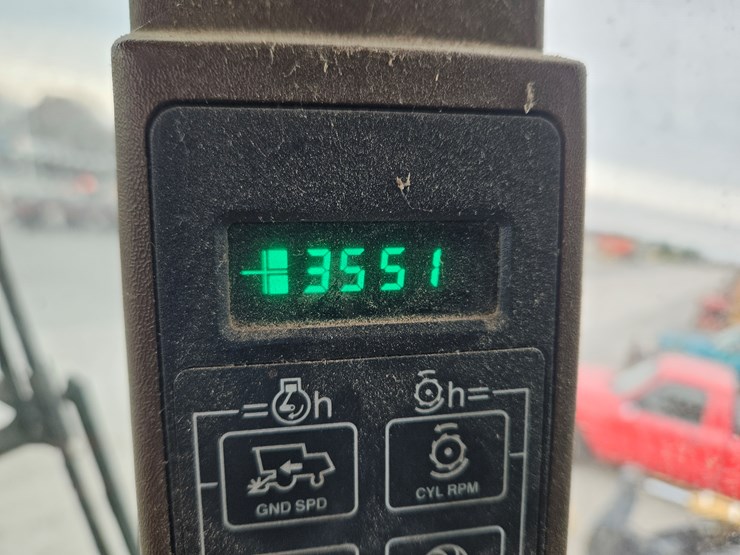 3551
=h h=
GND SPD
CYL RPM